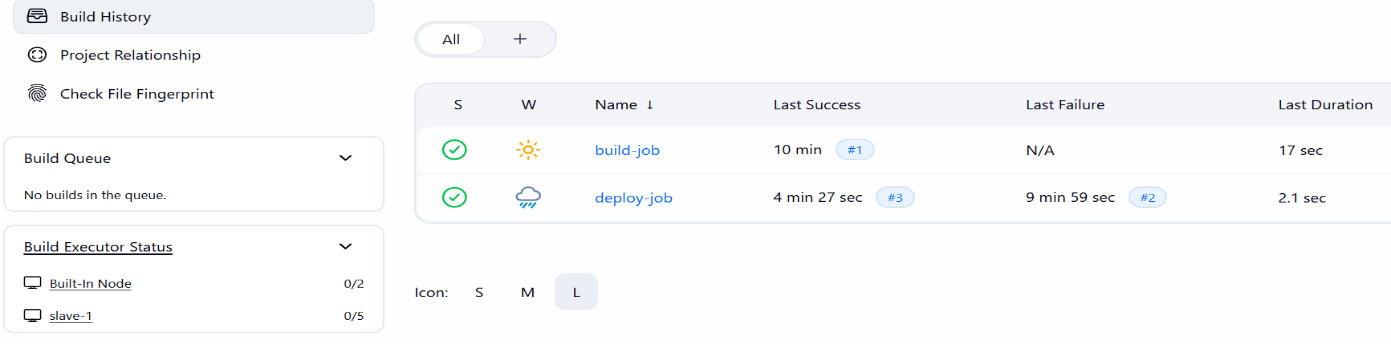 Build History
Project Relationship
Check File Fingerprint
Build Queue
No builds in the queue.
Build Executor Status
Built-In Node 0/2
slave-1 0/5
All +
S W Name ↓ Last Success Last Failure Last Duration
build-job 10 min #1 N/A 17 sec
deploy-job 4 min 27 sec #3 9 min 59 sec #2 2.1 sec
Icon: S M L